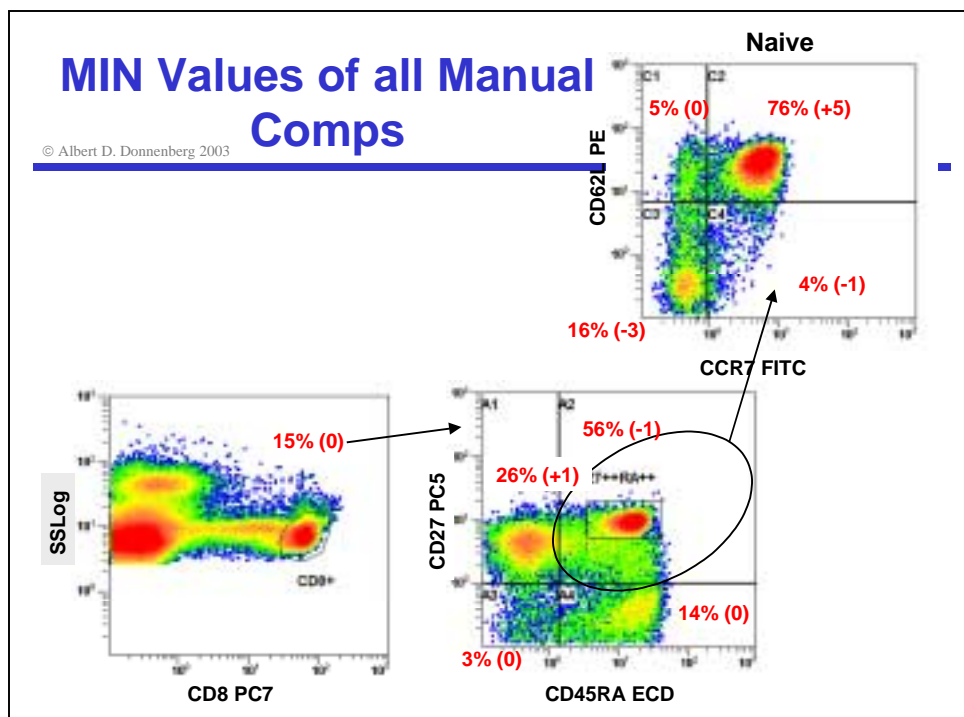 MIN Values of all Manual
Comps
© Albert D. Donnenberg 2003
Naive
C1
C2
5% (0)
76% (+5)
CD62L PE
C3
C4
4% (-1)
16% (-3)
CCR7 FITC
15% (0)
SSLog
CD8+
CD8 PC7
A1
A2
56% (-1)
26% (+1)
CD27 PC5
A3
A4
14% (0)
3% (0)
CD45RA ECD